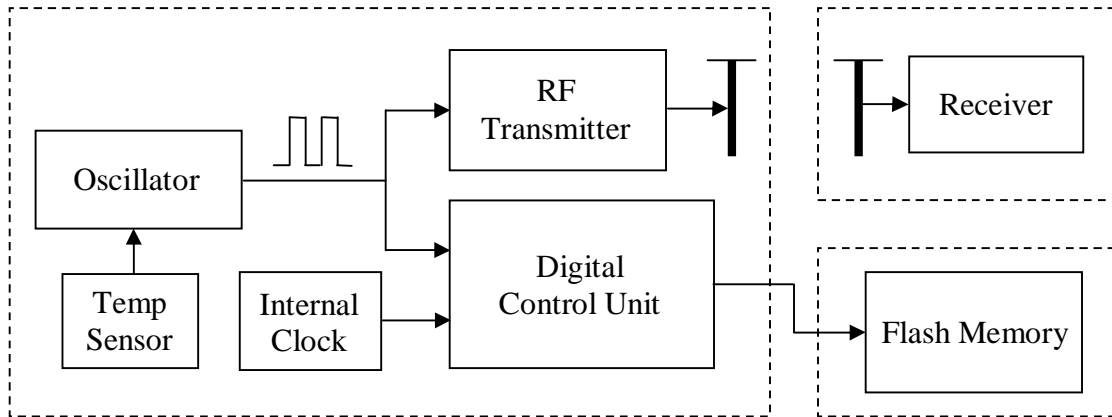 RF
Transmitter
Receiver
Oscillator
Temp
Sensor
Internal
Clock
Digital
Control Unit
Flash Memory